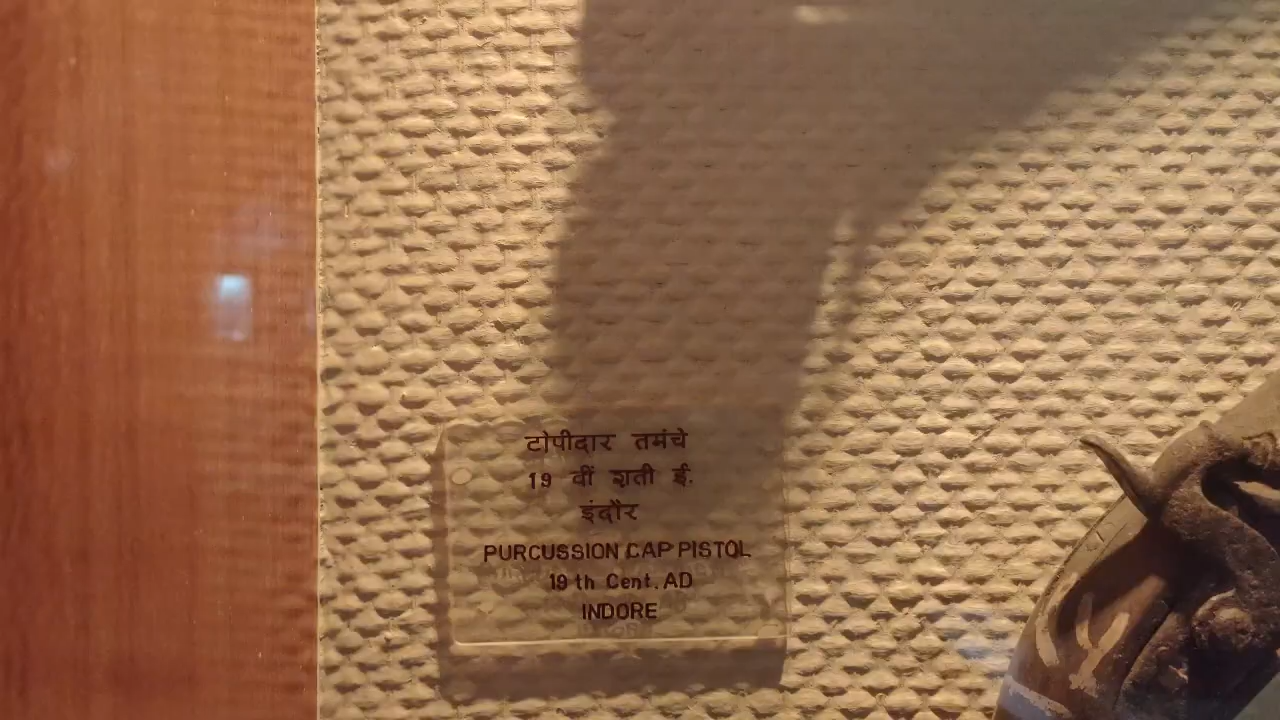 टोपीदार तमंचे
19 वीं शती ई.
इंदौर
PURCUSSION CAP PISTOL
19 th Cent. AD
INDORE